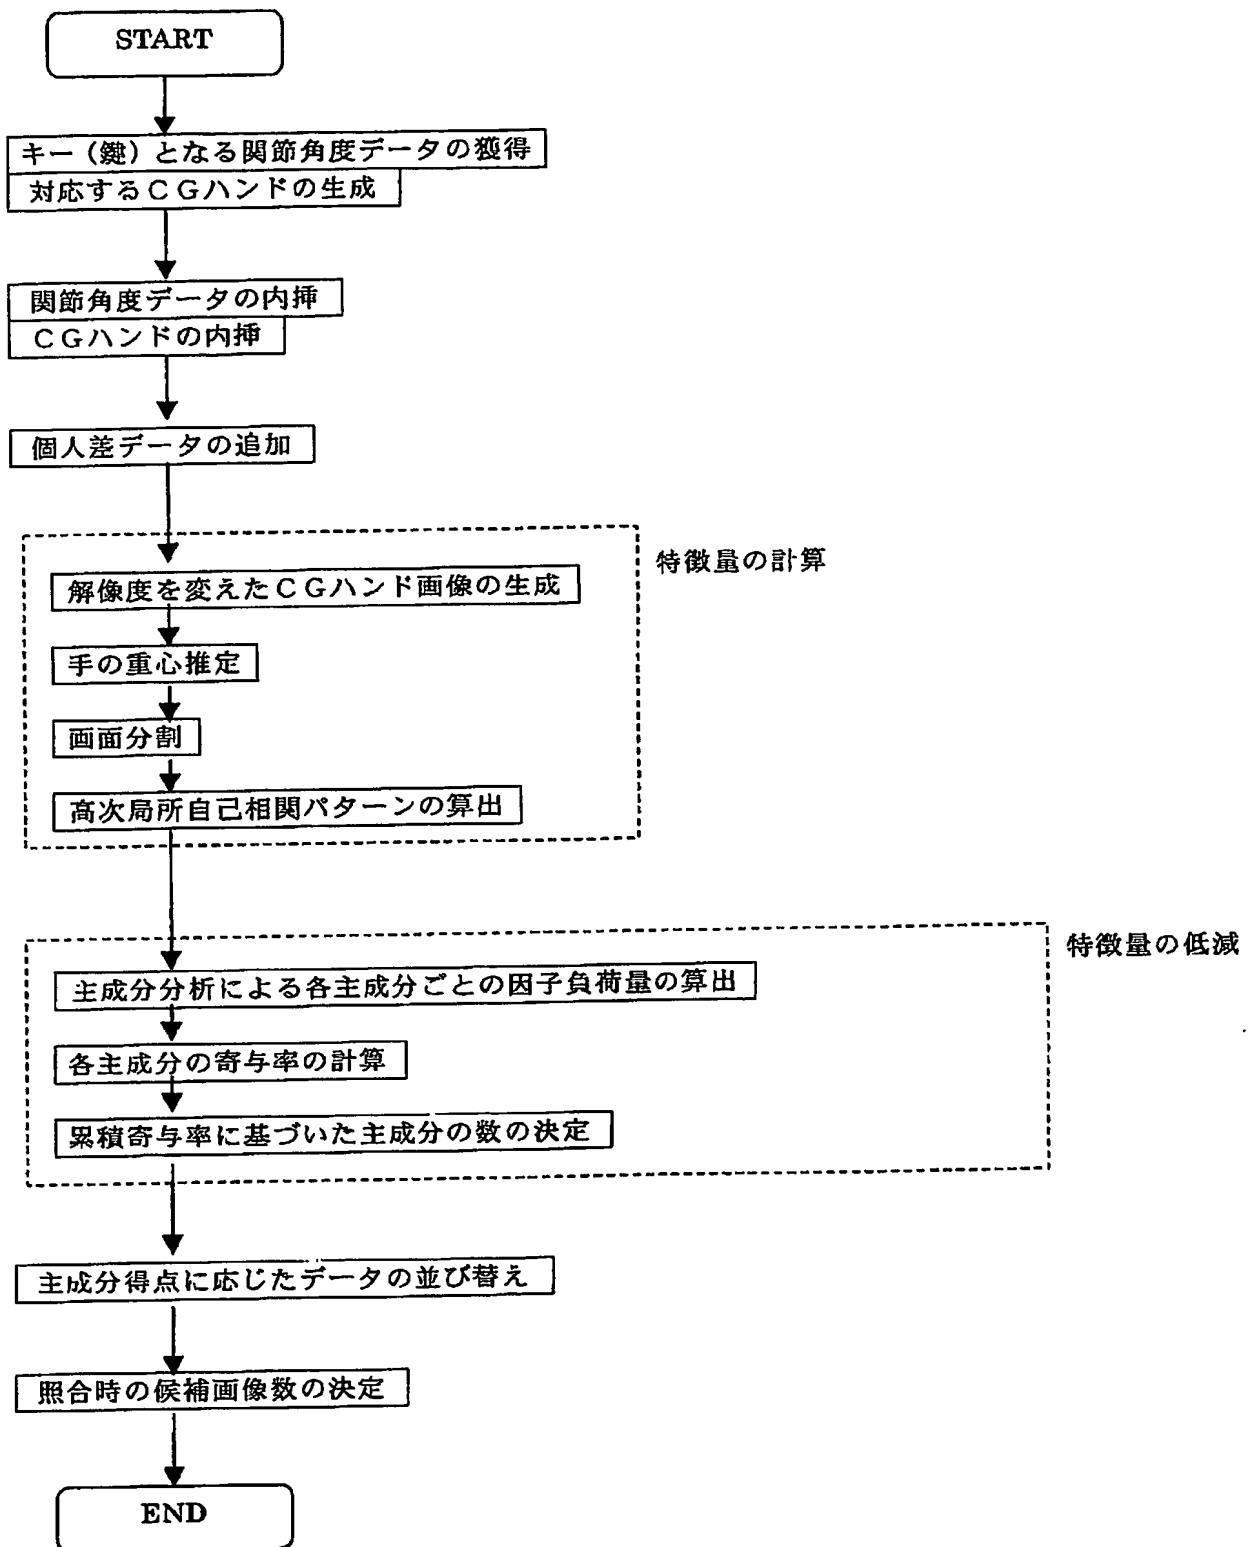 START
キー（鍵）となる関節角度データの獲得
対応するＣＧハンドの生成
関節角度データの内挿
ＣＧハンドの内挿
個人差データの追加
特徴量の計算
解像度を変えたＣＧハンド画像の生成
手の重心推定
画面分割
高次局所自己相関パターンの算出
特徴量の低減
主成分分析による各主成分ごとの因子負荷量の算出
各主成分の寄与率の計算
累積寄与率に基づいた主成分の数の決定
主成分得点に応じたデータの並び替え
照合時の候補画像数の決定
END